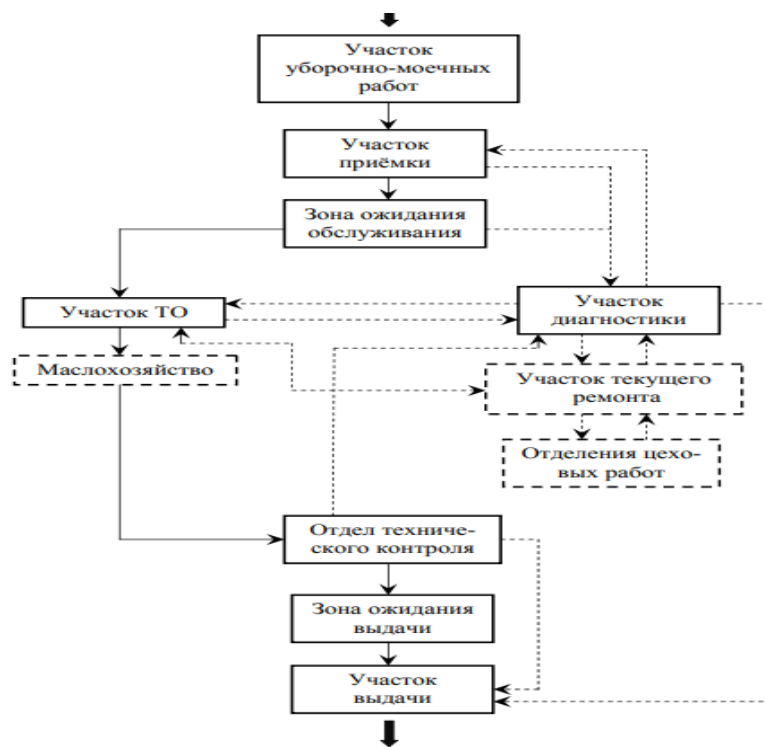 Участок
уборочно-моечных
работ
Участок
приёмки
Зона ожидания
обслуживания
Участок ТО
Участок
диагностики
Маслохозяйство
Участок текущего
ремонта
Отделения цехо-
вых работ
Отдел техниче-
ского контроля
Зона ожидания
выдачи
Участок
выдачи